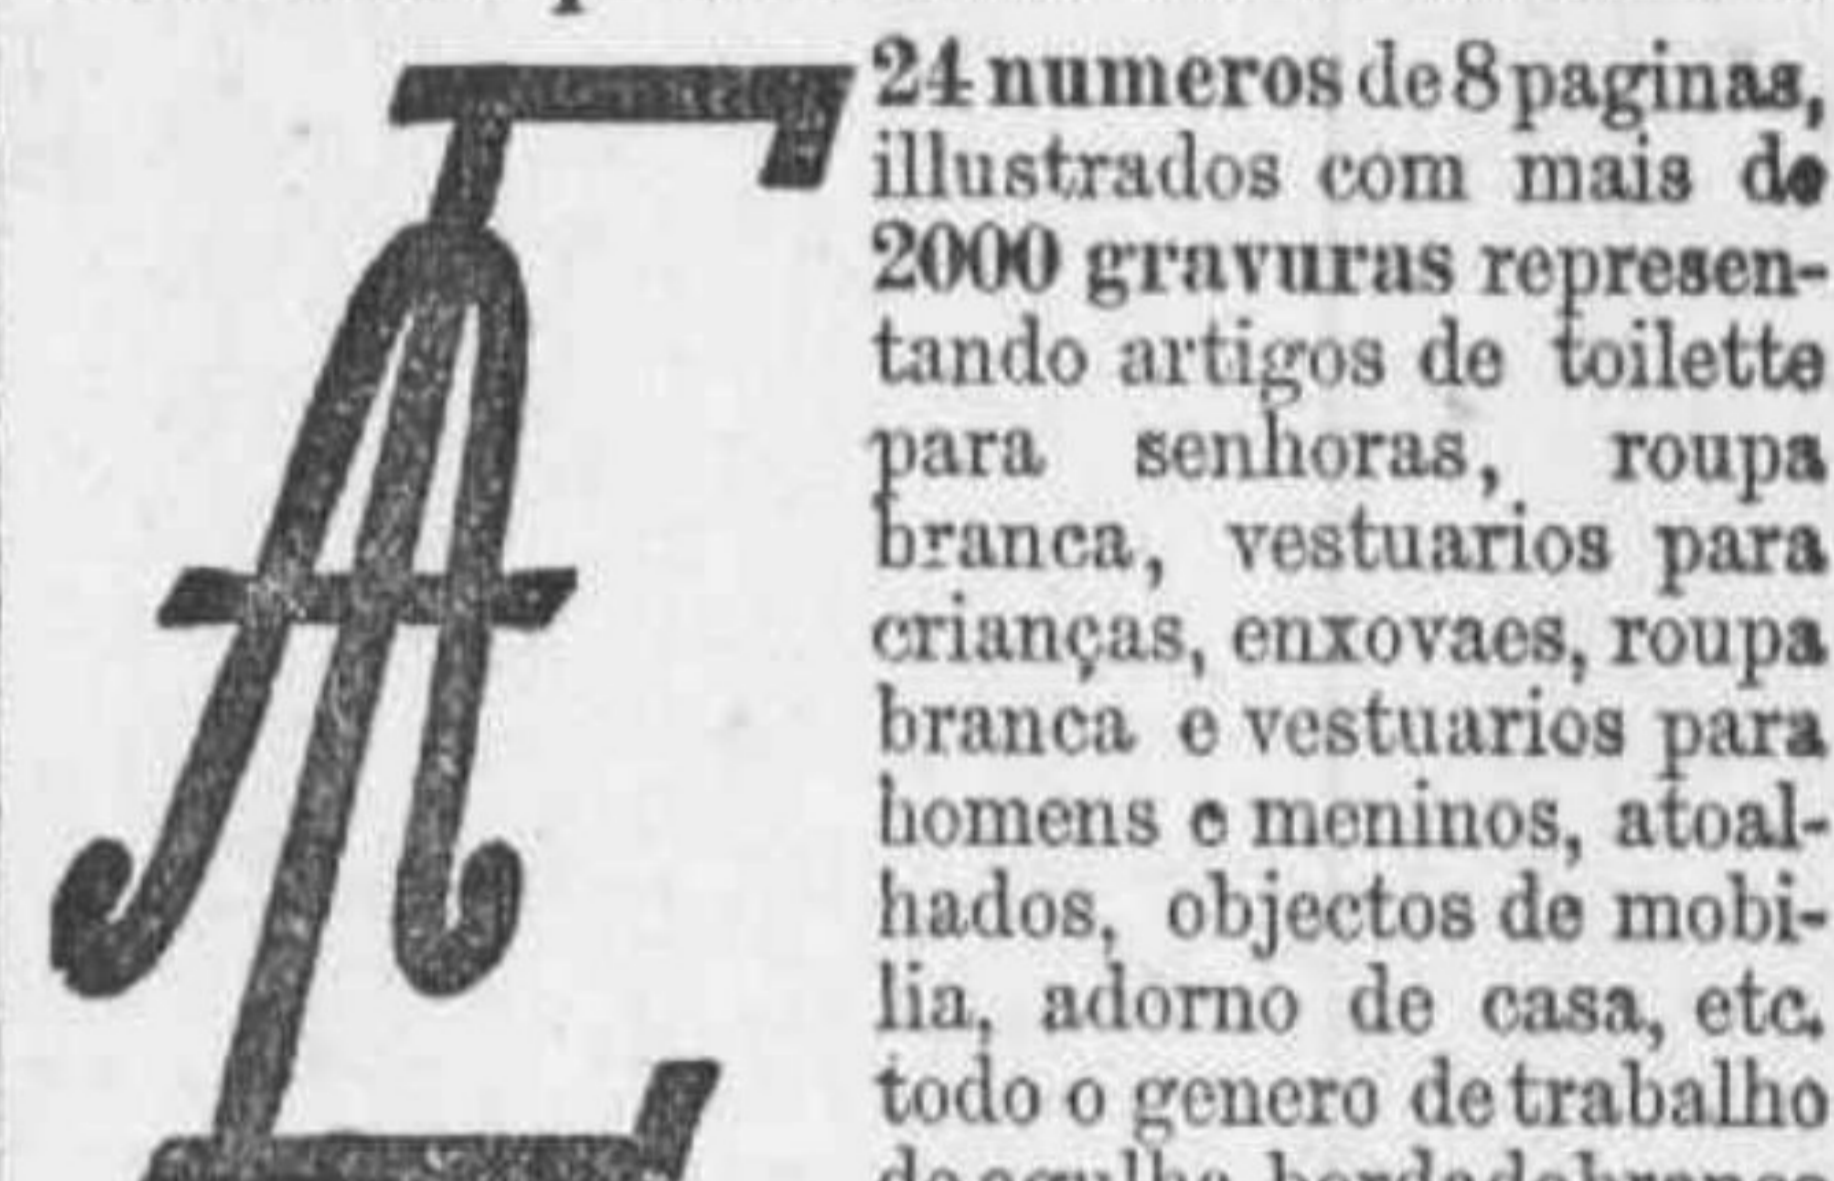 24 numeros de 8 paginas,
illustrados com mais de
2000 gravuras represen-
tando artigos de toilette
para senhoras, roupa
branca, vestuarios para
crianças, enxovaes, roupa
branca e vestuarios para
homens e meninos, atoal-
hados, objectos de mobi-
lia, adorno de casa, etc.
todo o genero de trabalho